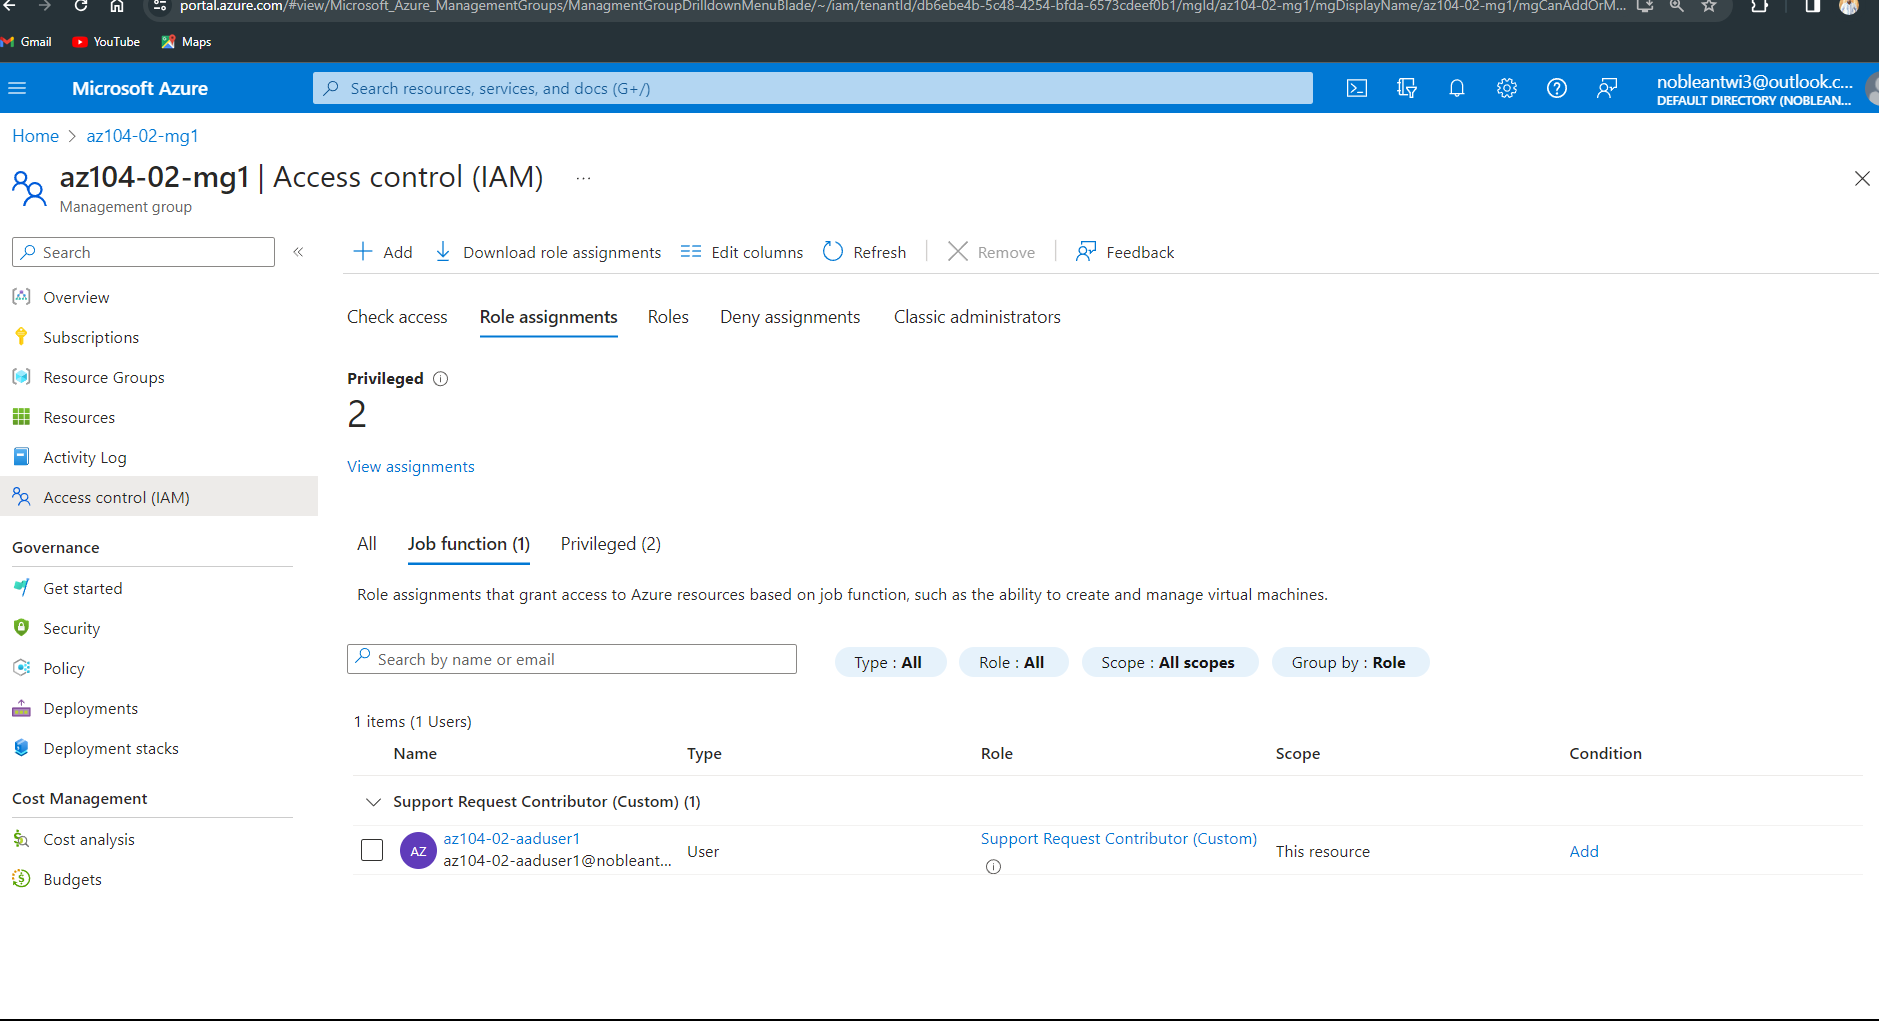 portal.azure.com/#view/Microsoft_Azure_ManagementGroups/ManagmentGroupDrilldownMenuBlade/~/iam/tenantId/db6ebe4b-5c48-4254-bfda-6573cdeef0b1/mgId/az104-02-mg1/mgDisplayName/az104-02-mg1/mgCanAddOrM...
Gmail YouTube Maps
Microsoft Azure
Search resources, services, and docs (G+/)
nobleantwi3@outlook.c...
DEFAULT DIRECTORY (NOBLEAN...
Home > az104-02-mg1
az104-02-mg1 | Access control (IAM) ...
Management group
Search
Overview
Subscriptions
Resource Groups
Resources
Activity Log
Access control (IAM)
Governance
Get started
Security
Policy
Deployments
Deployment stacks
Cost Management
Cost analysis
Budgets
Add Download role assignments Edit columns Refresh Remove Feedback
Check access Role assignments Roles Deny assignments Classic administrators
Privileged
2
View assignments
All Job function (1) Privileged (2)
Role assignments that grant access to Azure resources based on job function, such as the ability to create and manage virtual machines.
Search by name or email
Type : All Role : All Scope : All scopes Group by : Role
1 items (1 Users)
Name Type Role Scope Condition
Support Request Contributor (Custom) (1)
AZ
az104-02-aaduser1
az104-02-aaduser1@nobleant...
User
Support Request Contributor (Custom)
This resource
Add